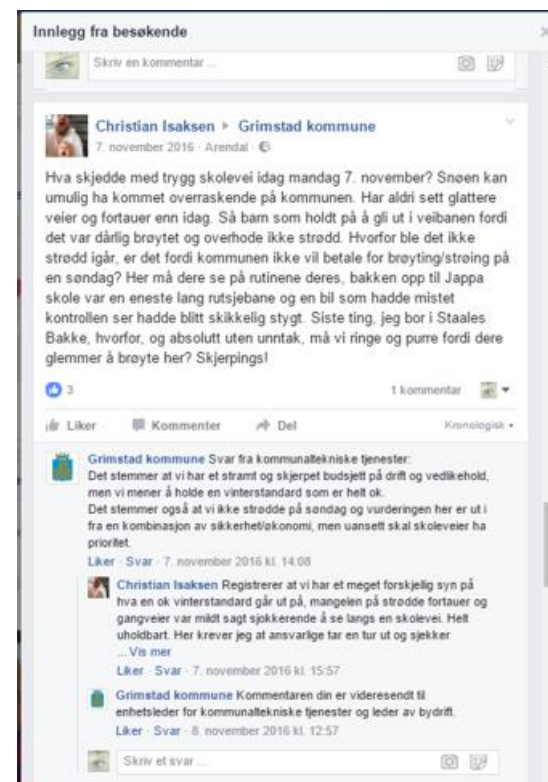 Innlegg fra besøkende
Skriv en kommentar ...
Christian Isaksen ▸ Grimstad kommune
7. november 2016 · Arendal ·
Hva skjedde med trygg skolevei idag mandag 7. november? Snøen kan
umulig ha kommet overraskende på kommunen. Har aldri sett glattere
veier og fortauer enn idag. Så barn som holdt på å gli ut i veibanen fordi
det var dårlig brøytet og overhode ikke strødd. Hvorfor ble det ikke
strødd igår, er det fordi kommunen ikke vil betale for brøyting/strøing på
en søndag? Her må dere se på rutinene deres, bakken opp til Jappa
skole var en eneste lang rutsjebane og en bil som hadde mistet
kontrollen ser hadde blitt skikkelig stygt. Siste ting, jeg bor i Staales
Bakke, hvorfor, og absolutt uten unntak, må vi ringe og purre fordi dere
glemmer å brøyte her? Skjerpings!
3
1 kommentar
Liker Kommenter Del Kronologisk
Grimstad kommune Svar fra kommunaltekniske tjenester:
Det stemmer at vi har et stramt og skjerpet budsjett på drift og vedlikehold,
men vi mener å holde en vinterstandard som er helt ok.
Det stemmer også at vi ikke strødde på søndag og vurderingen her er ut i
fra en kombinasjon av sikkerhet/økonomi, men uansett skal skoleveier ha
prioritet.
Liker · Svar · 7. november 2016 kl. 14:08
Christian Isaksen Registrerer at vi har et meget forskjellig syn på
hva en ok vinterstandard går ut på, mangelen på strødde fortauer og
gangveier var mildt sagt sjokkerende å se langs en skolevei. Helt
uholdbart. Her krever jeg at ansvarlige tar en tur ut og sjekker
... Vis mer
Liker · Svar · 7. november 2016 kl. 15:57
Grimstad kommune Kommentaren din er videresendt til
enhetsleder for kommunaltekniske tjenester og leder av bydrift.
Liker · Svar · 8. november 2016 kl. 12:57
Skriv et svar ...